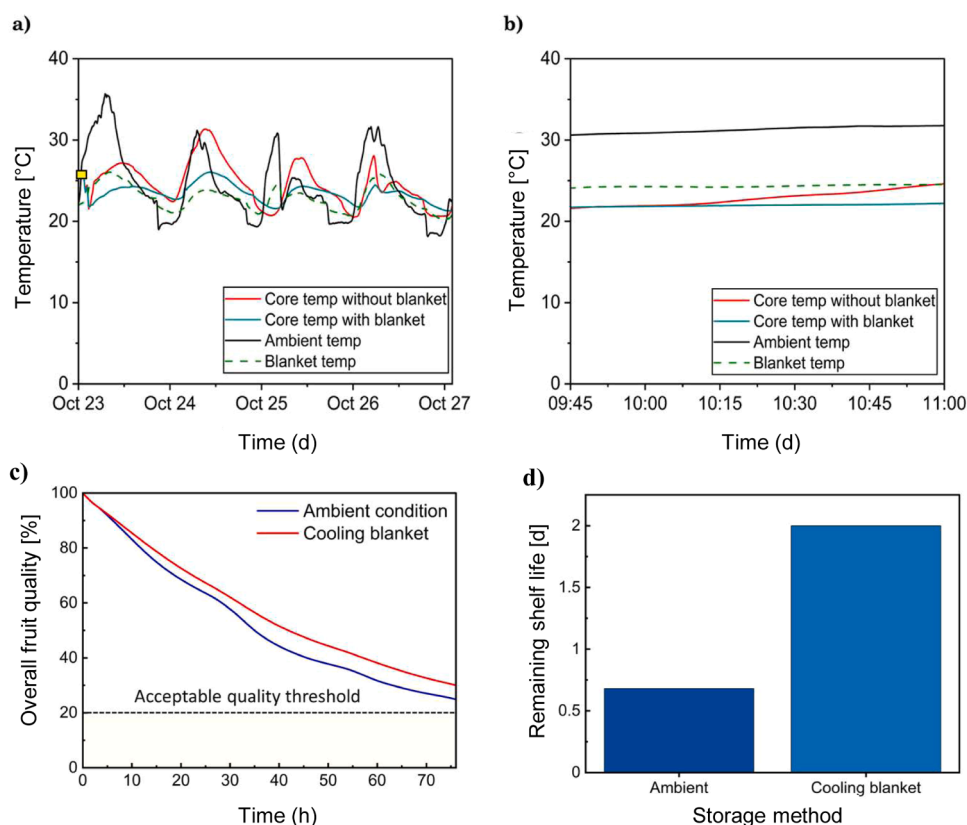 a)
40
30
20
10
0
Temperature [°C]
Core temp without blanket
Core temp with blanket
Ambient temp
Blanket temp
Oct 23
Oct 24
Oct 25
Oct 26
Oct 27
Time (d)
b)
40
30
20
10
0
Temperature [°C]
Core temp without blanket
Core temp with blanket
Ambient temp
Blanket temp
09:45
10:00
10:15
10:30
10:45
11:00
Time (d)
c)
100
80
60
40
20
0
Overall fruit quality [%]
Ambient condition
Cooling blanket
Acceptable quality threshold
0
10
20
30
40
50
60
70
Time (h)
d)
2
1.5
1
0.5
0
Remaining shelf life [d]
Ambient
Cooling blanket
Storage method